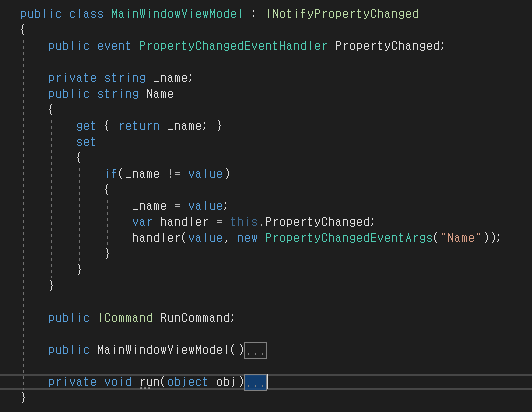 public class MainWindowViewModel : INotifyPropertyChanged
{
public event PropertyChangedEventHandler PropertyChanged;
private string _name;
public string Name
{
get { return _name; }
set
{
if(_name != value)
{
_name = value;
var handler = this.PropertyChanged;
handler(value, new PropertyChangedEventArgs("Name"));
}
}
}
public ICommand RunCommand;
public MainWindowViewModel()...
private void run(object obj)...
}